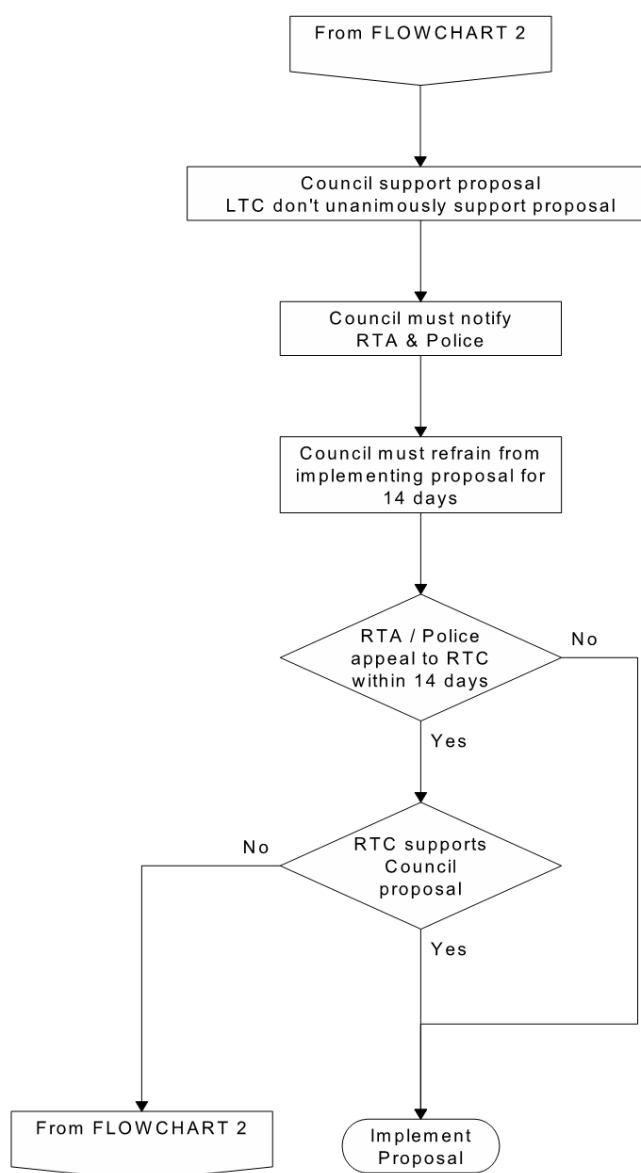 From FLOWCHART 2
Council support proposal
LTC don't unanimously support proposal
Council must notify
RTA & Police
Council must refrain from
implementing proposal for
14 days
RTA / Police
appeal to RTC
within 14 days
No
Yes
RTC supports
Council
proposal
No
Yes
From FLOWCHART 2
Implement
Proposal